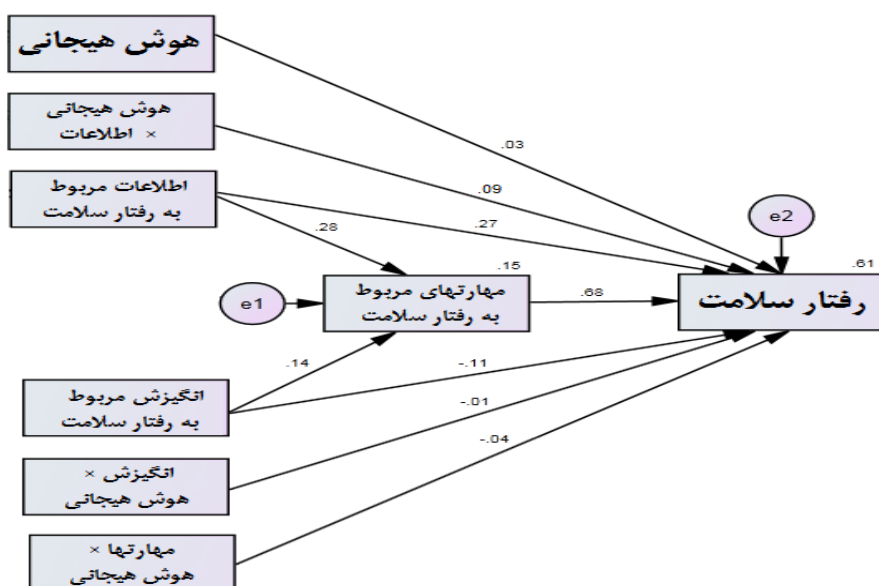 هوش هیجانی
هوش هیجانی
× اطلاعات
اطلاعات مربوط
به رفتار سلامت
.03
.09
.27
.28
e2
.61
.15
e1
مهارتهای مربوط
به رفتار سلامت
.68
رفتار سلامت
.14
-.11
-.01
-.04
انگیزش مربوط
به رفتار سلامت
انگیزش ×
هوش هیجانی
مهارتها ×
هوش هیجانی